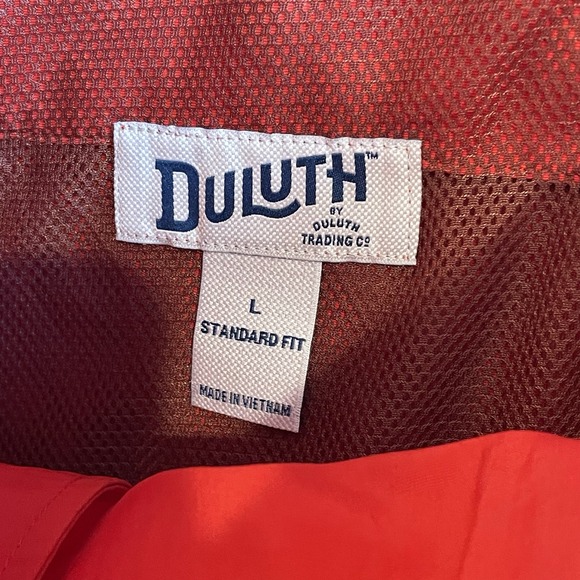 DULUTH™
BY
DULUTH
TRADING CO
L
STANDARD FIT
MADE IN VIETNAM